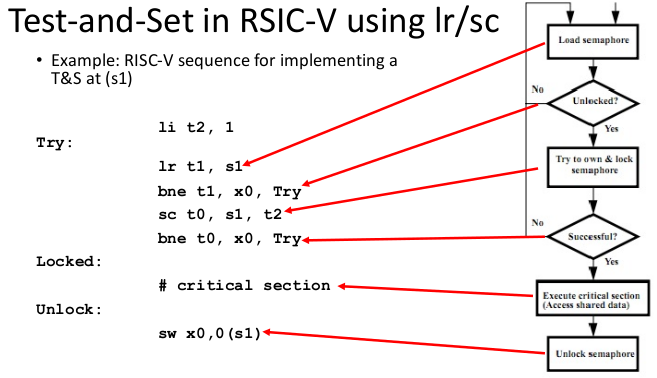 Test-and-Set in RSIC-V using lr/sc
• Example: RISC-V sequence for implementing a
T&S at (s1)
li t2, 1
Try:
lr t1, s1
bne t1, x0, Try
sc t0, s1, t2
bne t0, x0, Try
Locked:
# critical section
Unlock:
sw x0,0(s1)
Load semaphore
No
Unlocked?
Yes
Try to own & lock
semaphore
No
Successful?
Yes
Execute critical section
(Access shared data)
Unlock semaphore